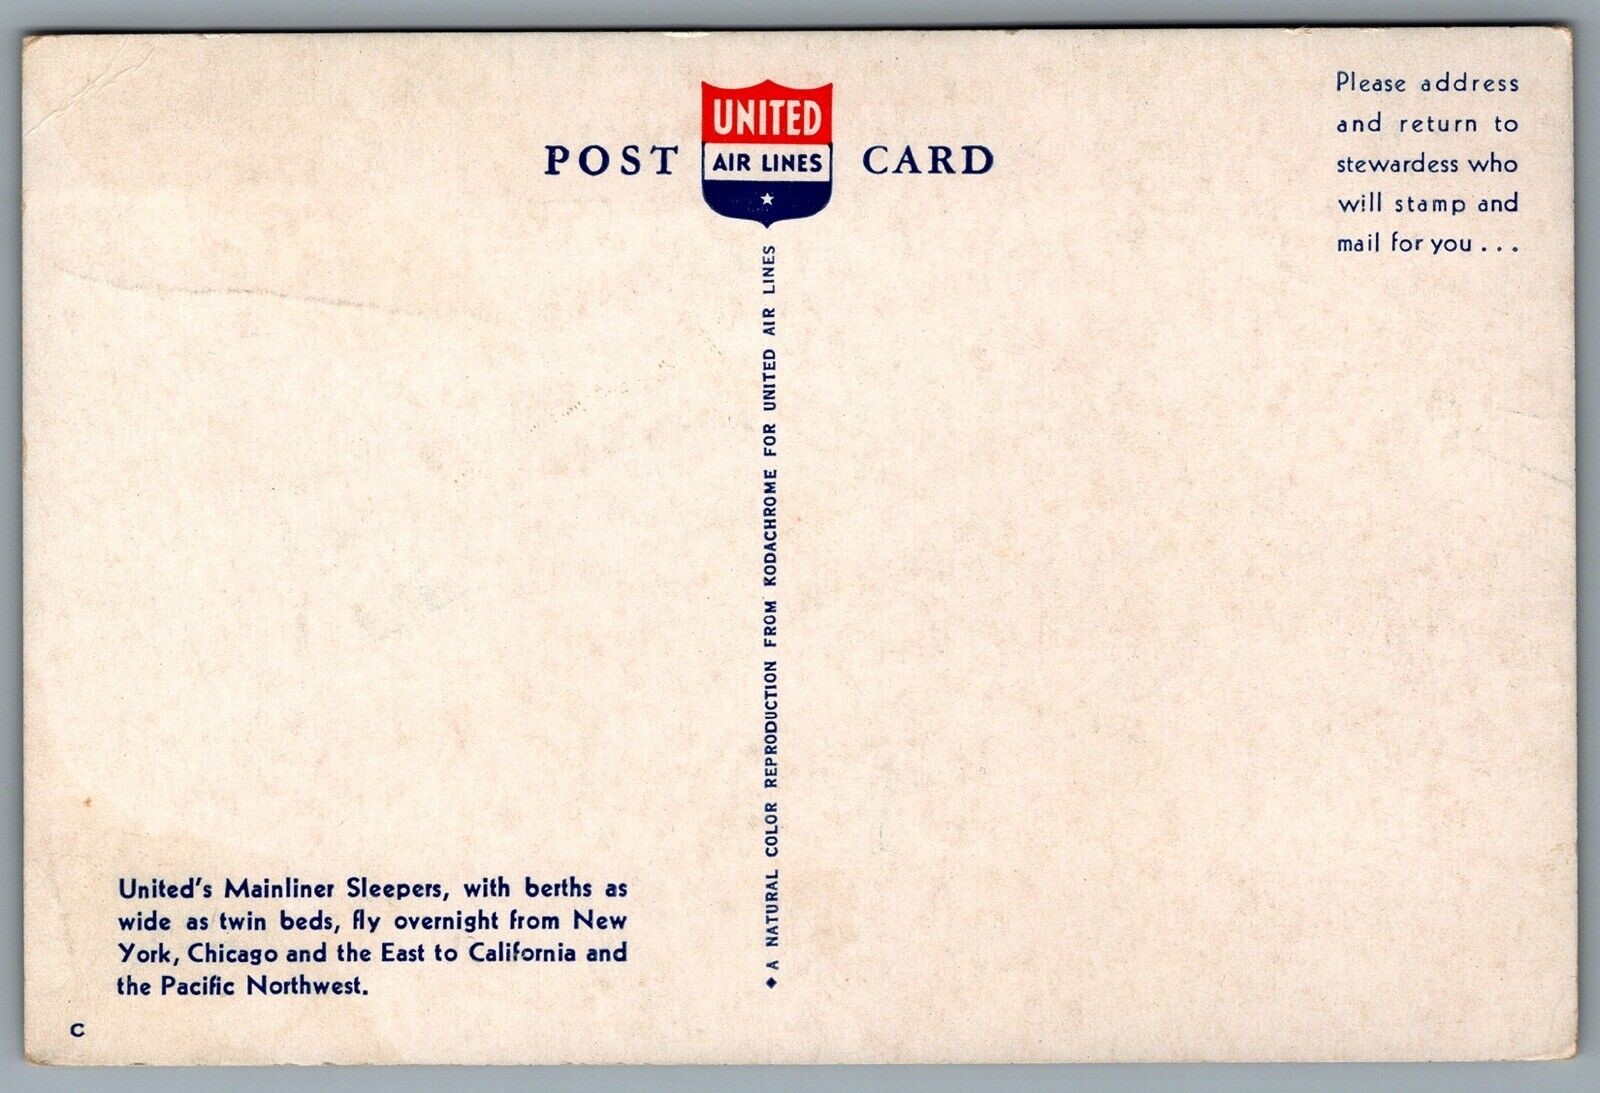 POST UNITED AIR LINES CARD
Please address
and return to
stewardess who
will stamp and
mail for you . . .
◆ A NATURAL COLOR REPRODUCTION FROM KODACHROME FOR UNITED AIR LINES
United's Mainliner Sleepers, with berths as
wide as twin beds, fly overnight from New
York, Chicago and the East to California and
the Pacific Northwest.
C